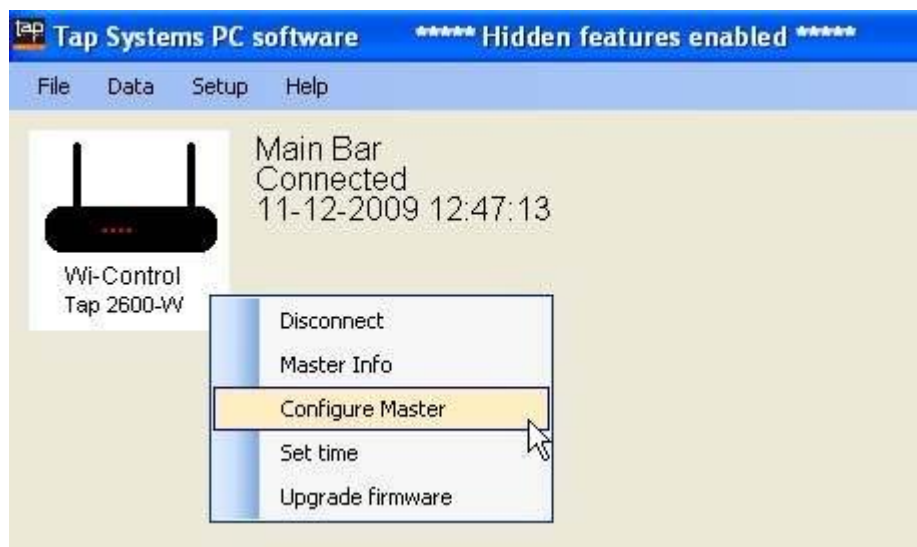 tap Tap Systems PC software ***** Hidden features enabled *****
File Data Setup Help
Main Bar
Connected
11-12-2009 12:47:13
Wi-Control
Tap 2600-W
Disconnect
Master Info
Configure Master
Set time
Upgrade firmware